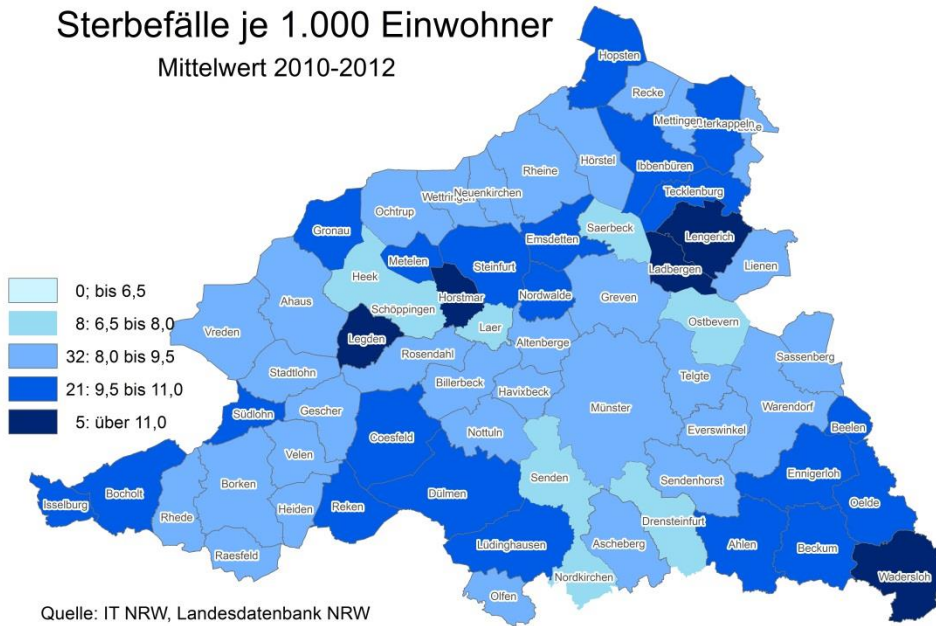 Sterbefälle je 1.000 Einwohner
Mittelwert 2010-2012
Hopsten
Recke
Mettingen
Ibbenbüren
Hörstel
Rheine
Tecklenburg
Neuenkirchen
Wettringen
Ochtrup
Gronau
Saerbeck
Lengerich
Emsdetten
Metelen
Steinfurt
Ladbergen
Lienen
Heek
Horstmar
Nordwalde
Greven
Ahaus
Schöppingen
Laer
Ostbevern
Vreden
Legden
Altenberge
Rosendahl
Sassenberg
Stadtlohn
Billerbeck
Havixbeck
Telgte
Münster
Warendorf
Südlohn
Gescher
Coesfeld
Nottuln
Everswinkel
Beelen
Velen
Ennigerloh
Senden
Sendenhorst
Borken
Bocholt
Isselburg
Rhede
Heiden
Reken
Dülmen
Oelde
Drensteinfurt
Lüdinghausen
Ascheberg
Ahlen
Beckum
Raesfeld
Nordkirchen
Wadersloh
Olfen
0; bis 6,5
8: 6,5 bis 8,0
32: 8,0 bis 9,5
21: 9,5 bis 11,0
5: über 11,0
Quelle: IT NRW, Landesdatenbank NRW